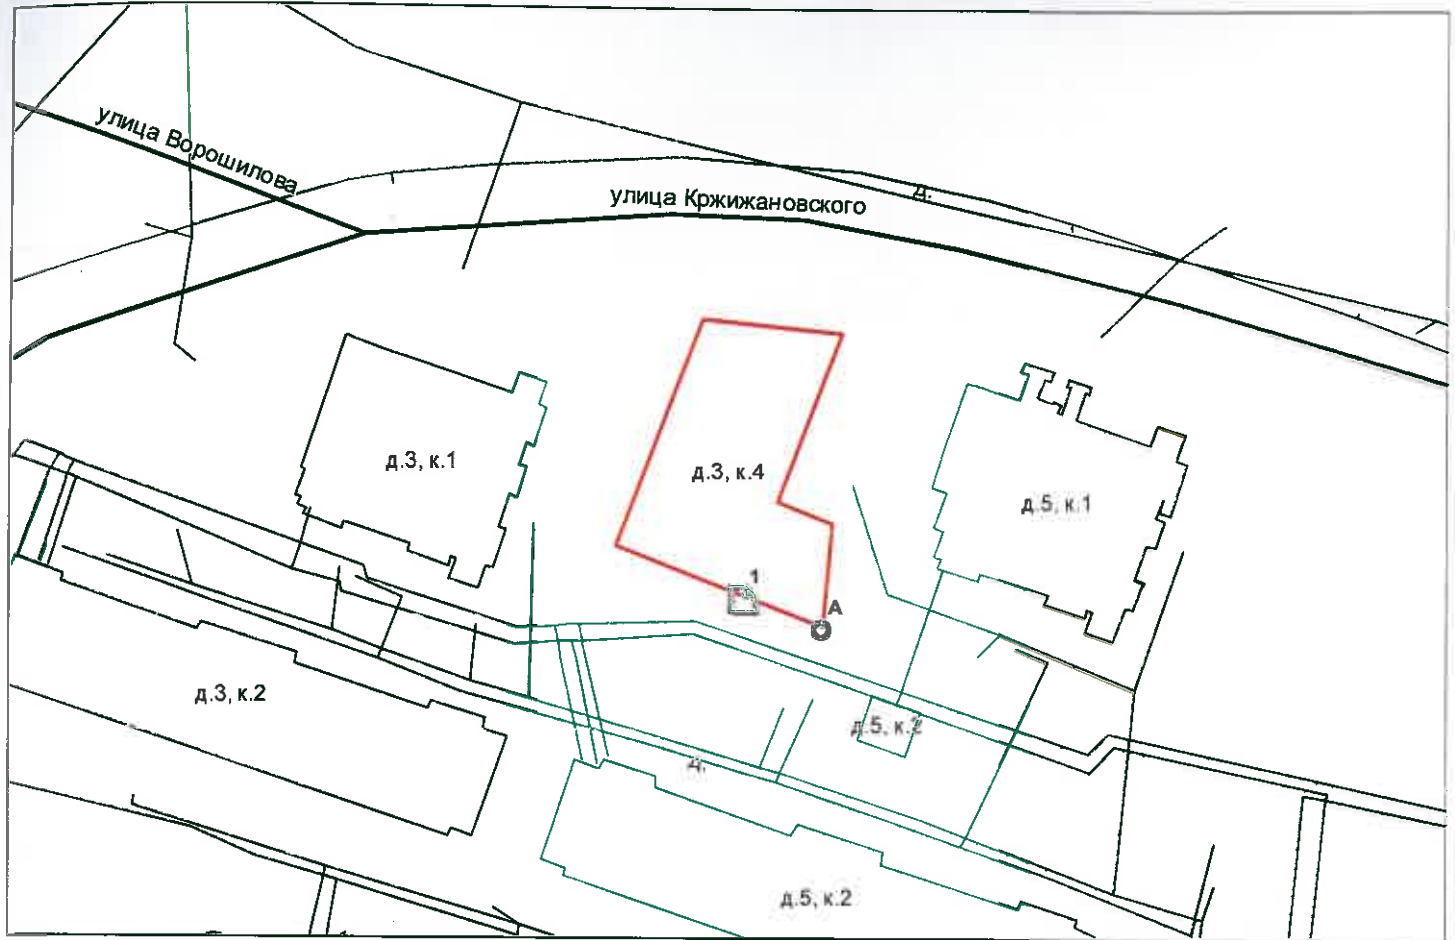 улица Ворошилова
улица Кржижановского
д.
д.3, к.1
д.3, к.4
д.5, к.1
1
А
д.3, к.2
д.5, к.2
д.
д.5, к.2